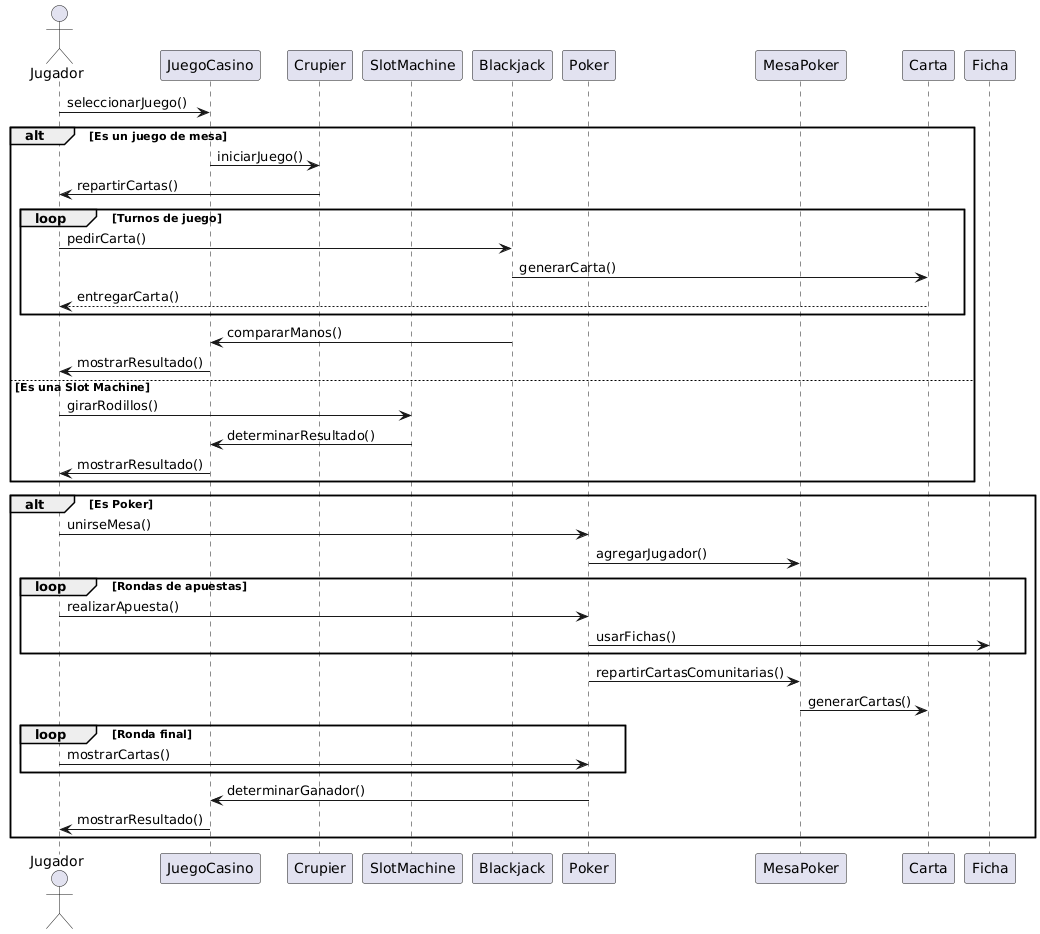 Jugador
JuegoCasino Crupier SlotMachine Blackjack Poker MesaPoker Carta Ficha
seleccionarJuego()
alt [Es un juego de mesa]
iniciarJuego()
repartirCartas()
loop [Turnos de juego]
pedirCarta()
generarCarta()
entregarCarta()
compararManos()
mostrarResultado()
[Es una Slot Machine]
girarRodillos()
determinarResultado()
mostrarResultado()
alt [Es Poker]
unirseMesa()
agregarJugador()
loop [Rondas de apuestas]
realizarApuesta()
usarFichas()
repartirCartasComunitarias()
generarCartas()
loop [Ronda final]
mostrarCartas()
determinarGanador()
mostrarResultado()
Jugador
JuegoCasino Crupier SlotMachine Blackjack Poker MesaPoker Carta Ficha